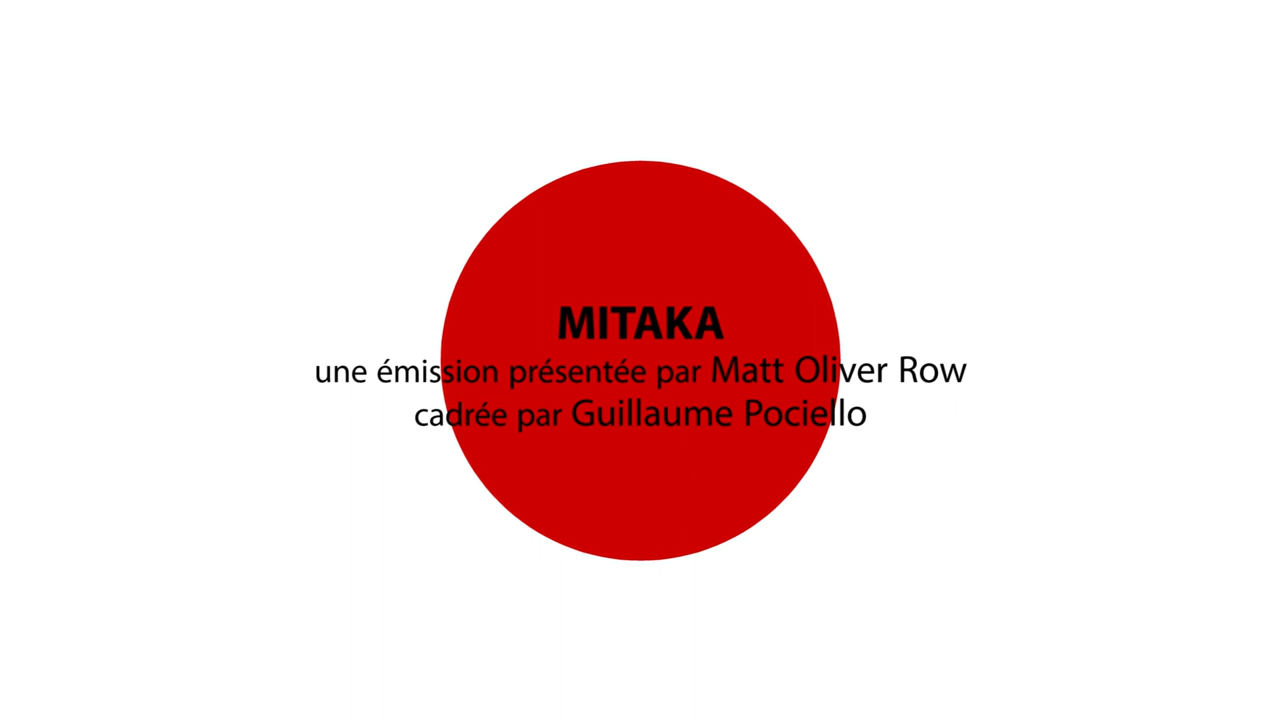 MITAKA
une émission présentée par Matt Oliver Row
cadrée par Guillaume Pociello